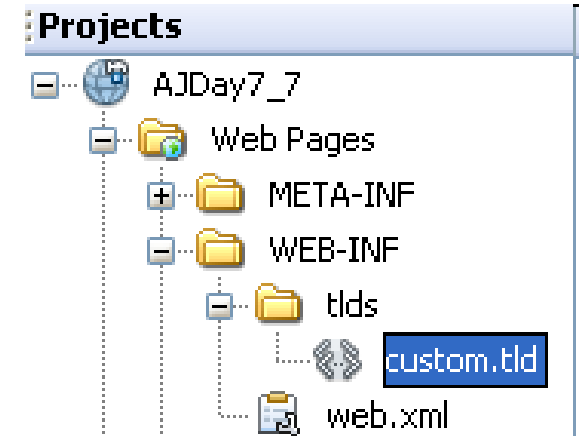 Projects
AJDay7_7
Web Pages
META-INF
WEB-INF
tlds
custom.tld
web.xml